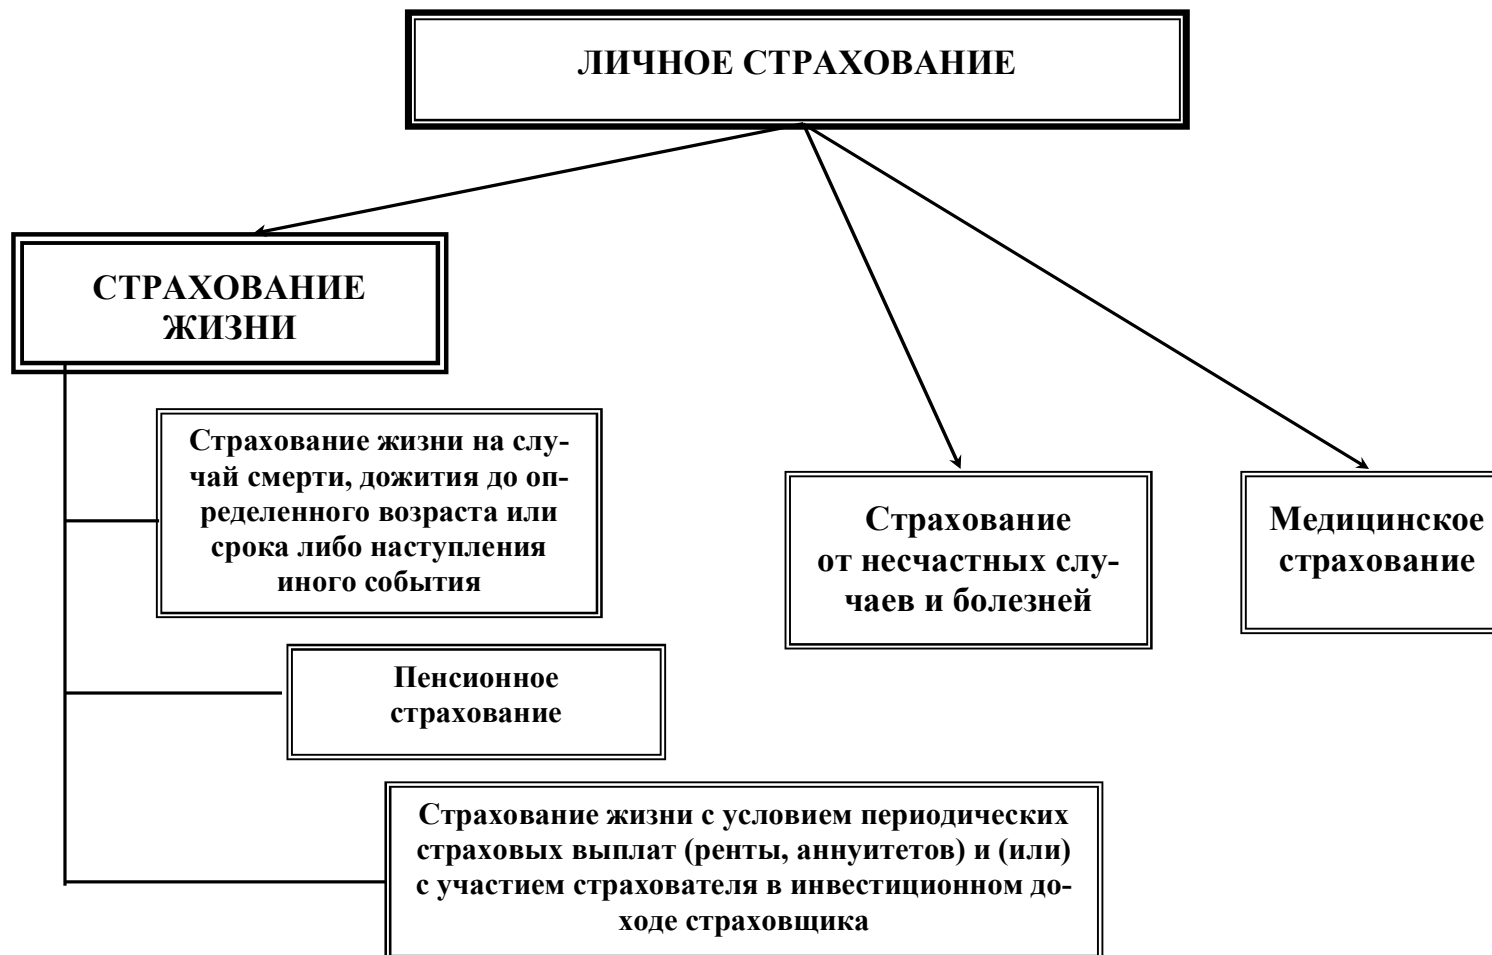 ЛИЧНОЕ СТРАХОВАНИЕ
СТРАХОВАНИЕ
ЖИЗНИ
Страхование жизни на слу-
чай смерти, дожития до оп-
ределенного возраста или
срока либо наступления
иного события
Страхование
от несчастных слу-
чаев и болезней
Медицинское
страхование
Пенсионное
страхование
Страхование жизни с условием периодических
страховых выплат (ренты, аннуитетов) и (или)
с участием страхователя в инвестиционном до-
ходе страховщика